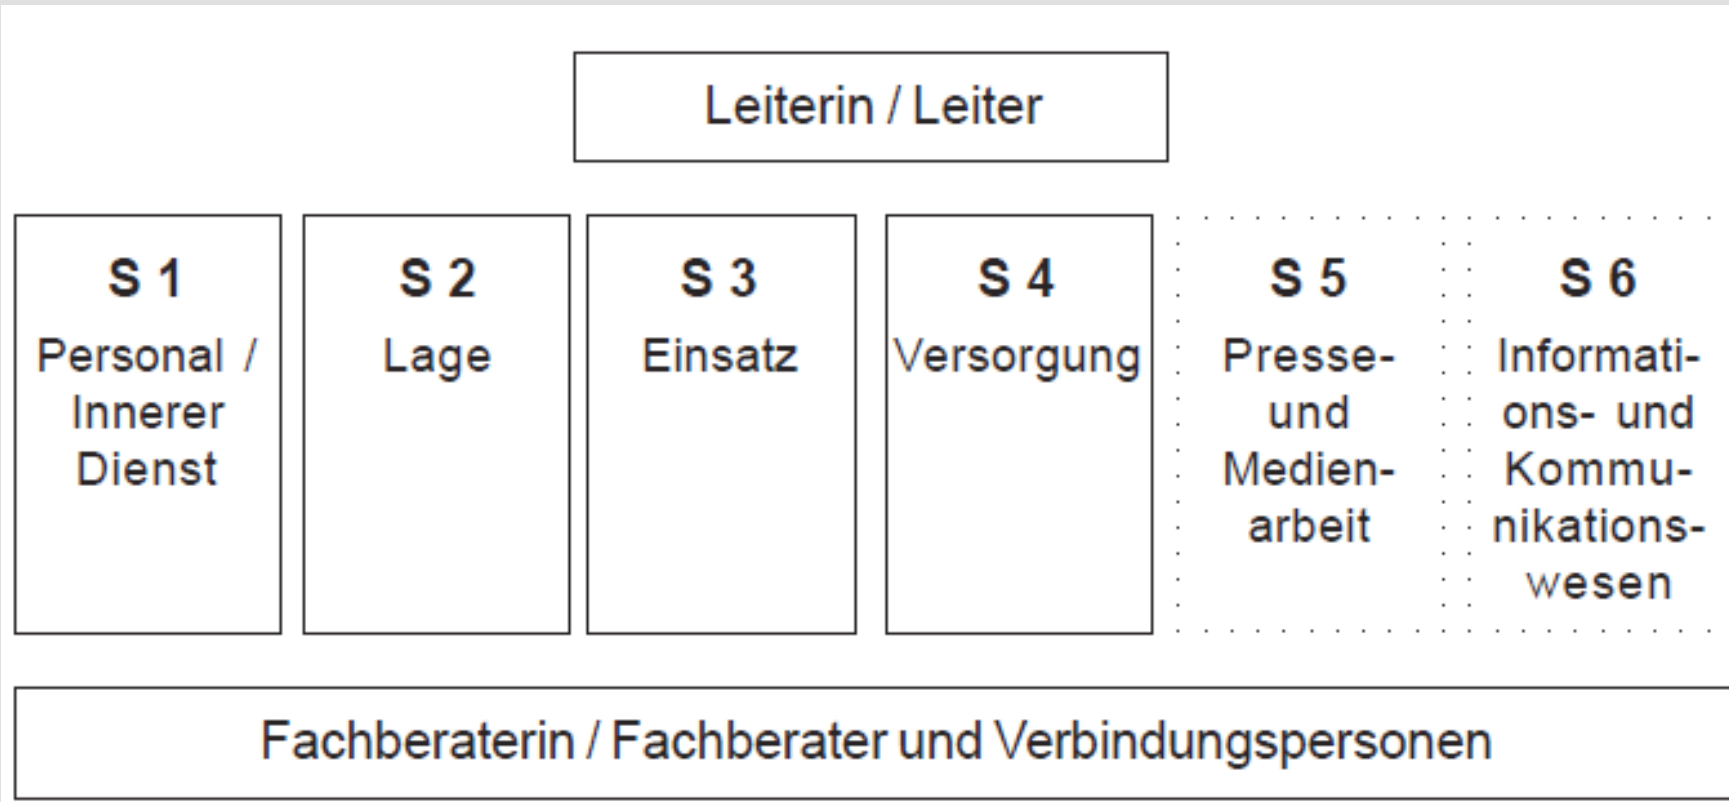 Leiterin / Leiter
S 1
Personal /
Innerer
Dienst
S 2
Lage
S 3
Einsatz
S 4
Versorgung
S 5
Presse-
und
Medien-
arbeit
S 6
Informati-
ons- und
Kommu-
nikations-
wesen
Fachberaterin / Fachberater und Verbindungspersonen